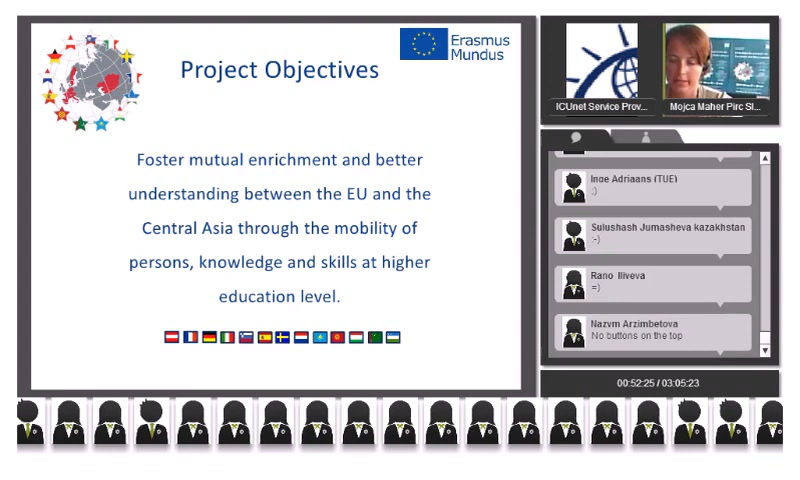 Erasmus
Mundus
Project Objectives
Foster mutual enrichment and better
understanding between the EU and the
Central Asia through the mobility of
persons, knowledge and skills at higher
education level.
ICUnet Service Prov...
Mojca Maher Pirc Sl...
Inge Adriaans (TUE)
:)
Sulushash Jumasheva kazakhstan
:-)
Rano Ilieva
=)
Nazym Arzimbetova
No buttons on the top
00:52:25 / 03:05:23